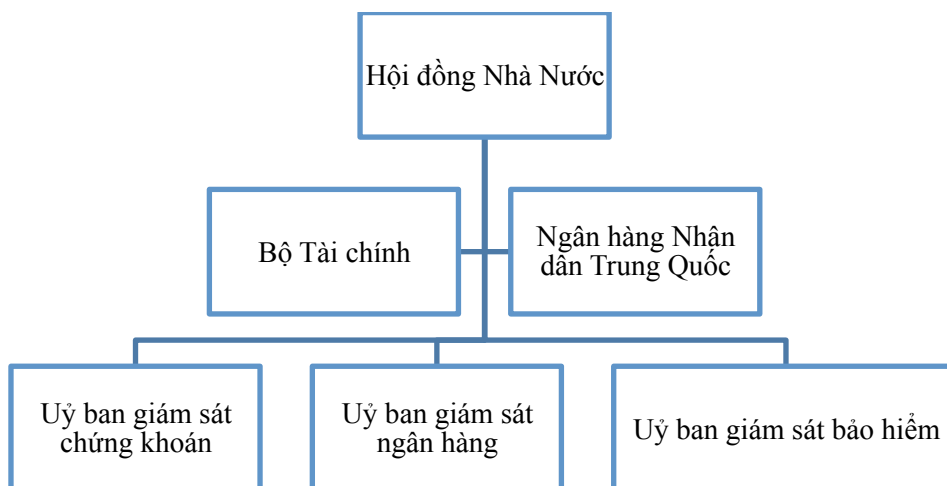 Hội đồng Nhà Nước
Bộ Tài chính
Ngân hàng Nhận
dân Trung Quốc
Uỷ ban giám sát
chứng khoán
Uỷ ban giám sát
ngân hàng
Uỷ ban giám sát bảo hiểm